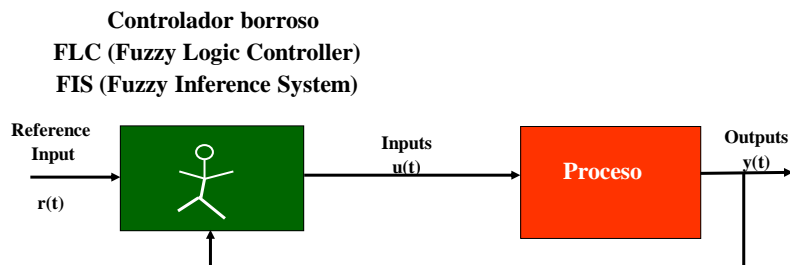 Controlador borroso
FLC (Fuzzy Logic Controller)
FIS (Fuzzy Inference System)
Reference
Input
r(t)
Inputs
u(t)
Proceso
Outputs
y(t)